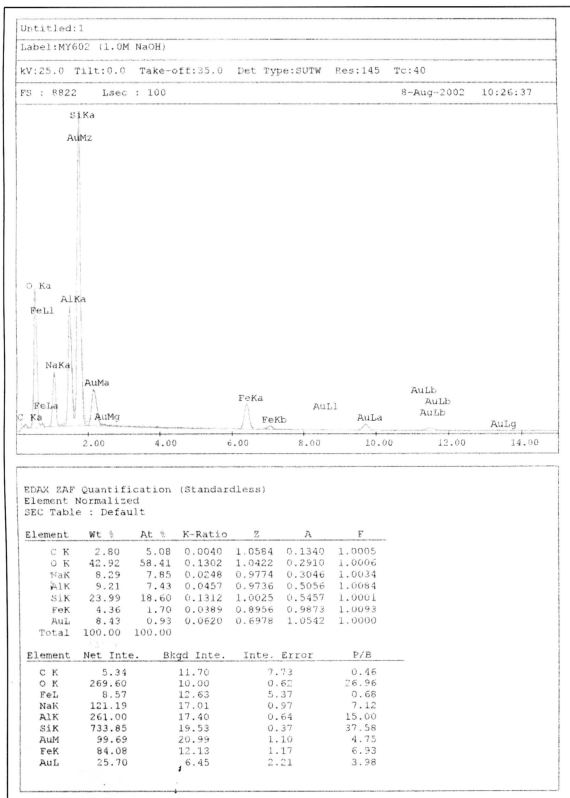 Untitled:1
Label:MY602 (1.0M NaOH)
kV:25.0 Tilt:0.0 Take-off:35.0 Det Type:SUTW Res:145 Tc:40
FS : 8822 Lsec : 100 8-Aug-2002 10:26:37
SiKa
AuMz
O Ka
AlKa
FeLl
NaKa
AuMa
FeKa
AuLb
AuLl
AuLb
FeLa
AuLb
C Ka
AuMg
FeKb
AuLa
AuLg
2.00 4.00 6.00 8.00 10.00 12.00 14.00
EDAX ZAF Quantification (Standardless)
Element Normalized
SEC Table : Default
Element Wt % At % K-Ratio Z A F
C K 2.80 5.08 0.0040 1.0584 0.1340 1.0005
O K 42.92 58.41 0.1302 1.0422 0.2910 1.0006
NaK 8.29 7.85 0.0248 0.9774 0.3046 1.0034
AlK 9.21 7.43 0.0457 0.9736 0.5056 1.0084
SiK 23.99 18.60 0.1312 1.0025 0.5457 1.0001
FeK 4.36 1.70 0.0389 0.8956 0.9873 1.0093
AuL 8.43 0.93 0.0620 0.6978 1.0542 1.0000
Total 100.00 100.00
Element Net Inte. Bkgd Inte. Inte. Error P/B
C K 5.34 11.70 7.73 0.46
O K 269.60 10.00 0.62 26.96
FeL 8.57 12.63 5.37 0.68
NaK 121.19 17.01 0.97 7.12
AlK 261.00 17.40 0.64 15.00
SiK 733.85 19.53 0.37 37.58
AuM 99.69 20.99 1.10 4.75
FeK 84.08 12.13 1.17 6.93
AuL 25.70 6.45 2.21 3.98